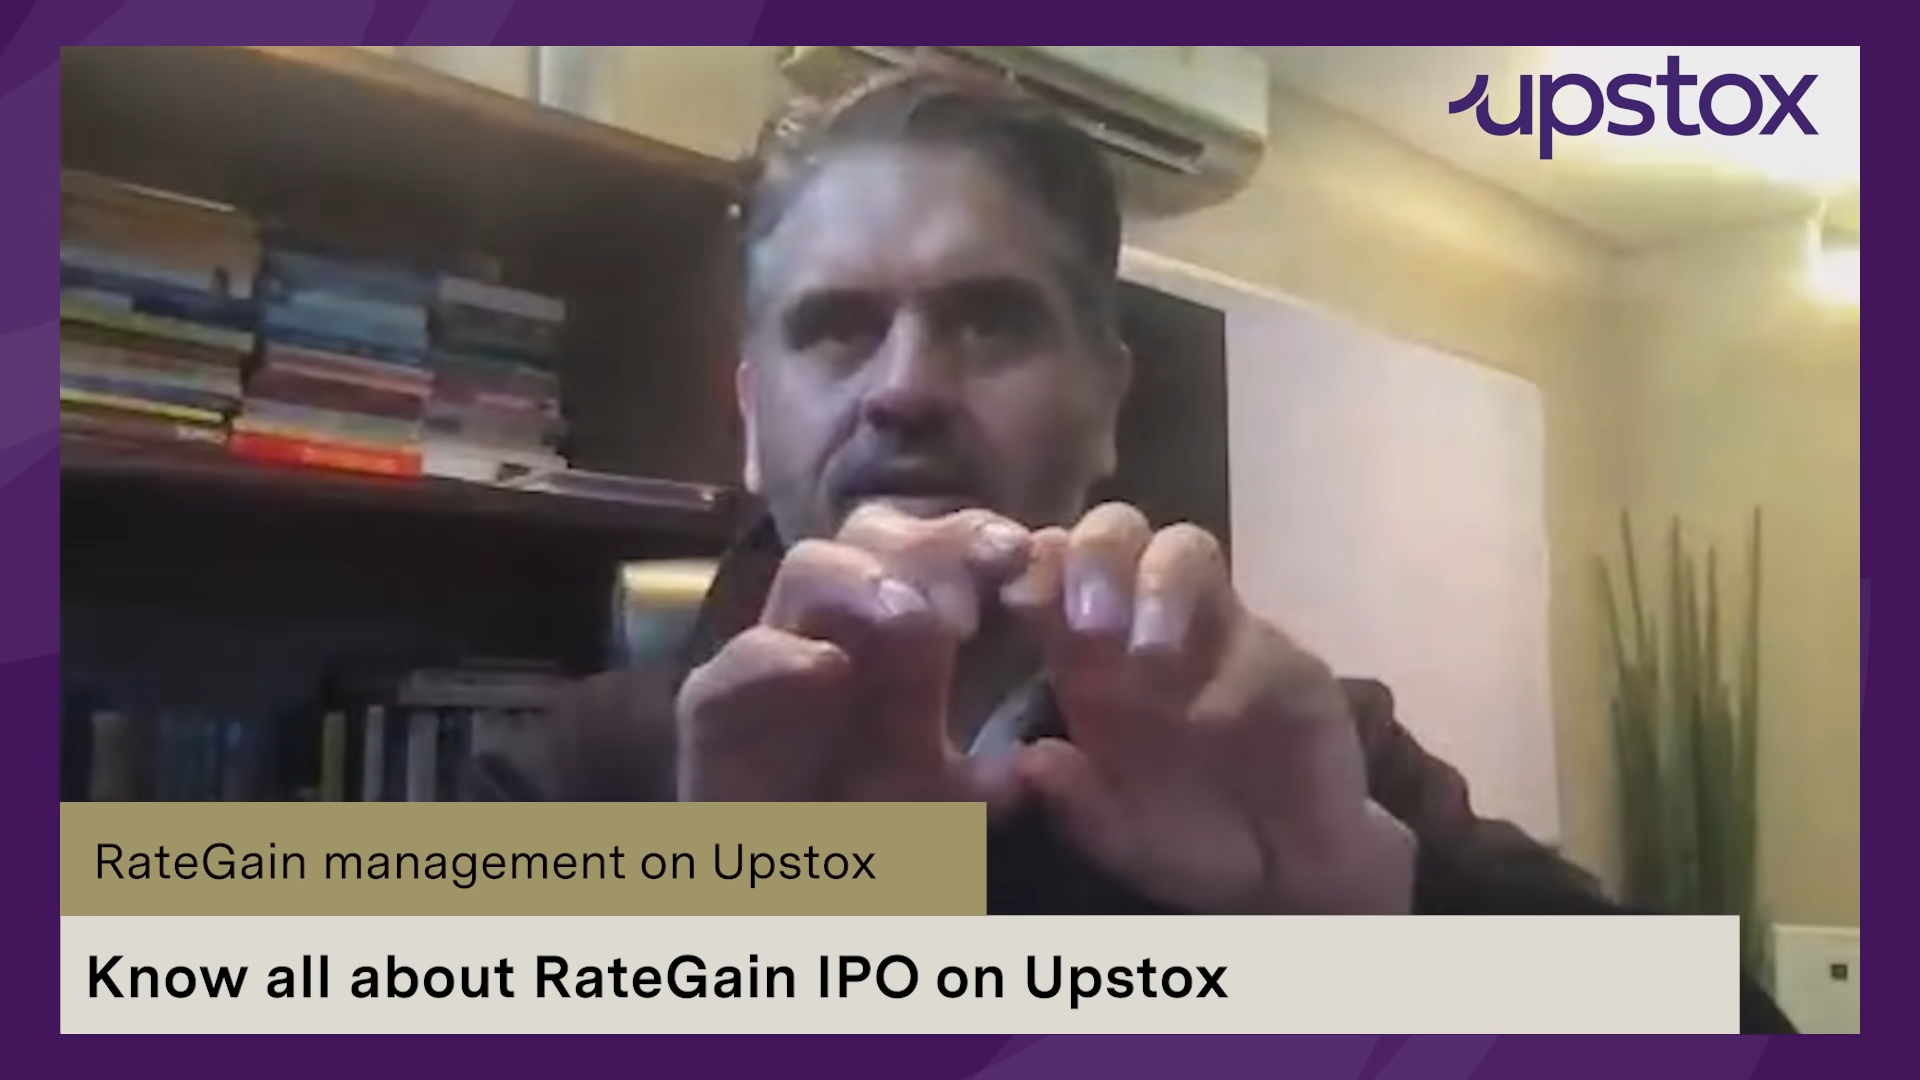 upstox
RateGain management on Upstox
Know all about RateGain IPO on Upstox